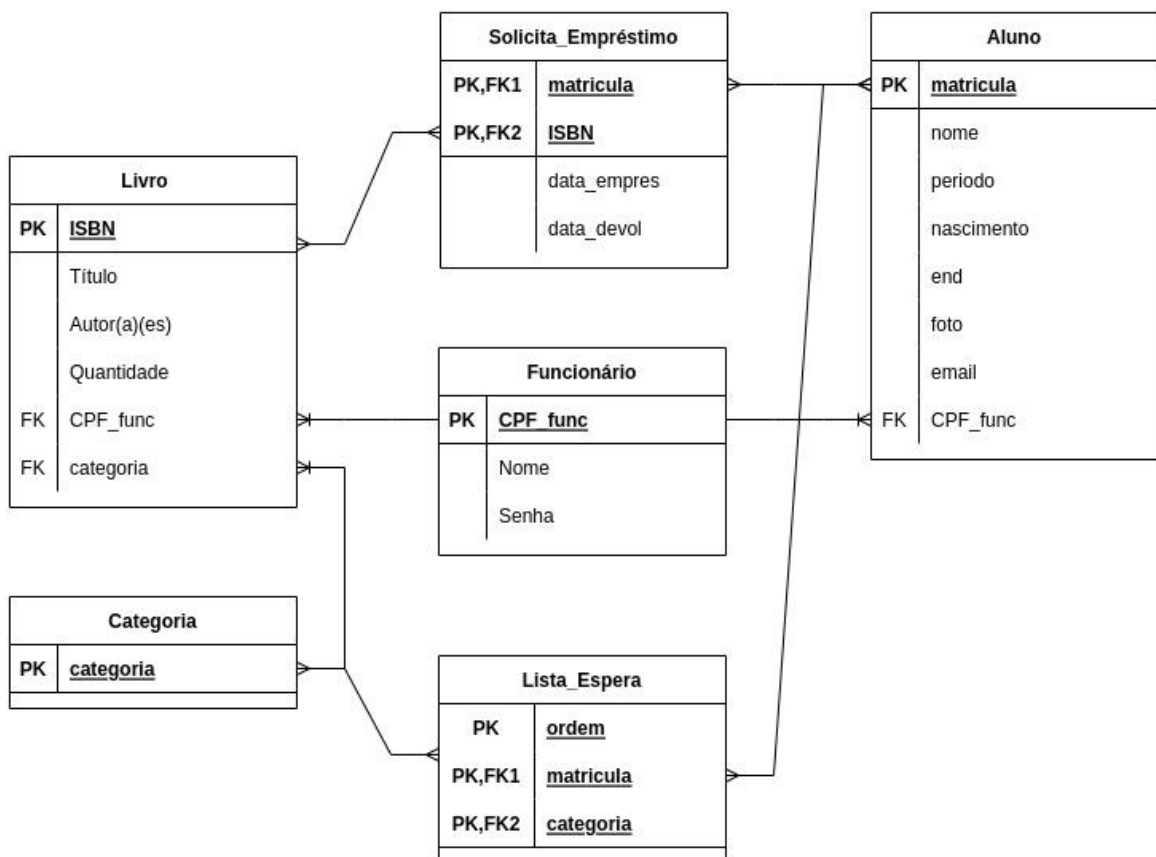 Solicita_Empréstimo
PK,FK1 matricula
PK,FK2 ISBN
data_empres
data_devol
Aluno
PK matricula
nome
periodo
nascimento
end
foto
email
FK CPF_func
Livro
PK ISBN
Título
Autor(a)(es)
Quantidade
FK CPF_func
FK categoria
Funcionário
PK CPF_func
Nome
Senha
Categoria
PK categoria
Lista_Espera
PK ordem
PK,FK1 matricula
PK,FK2 categoria